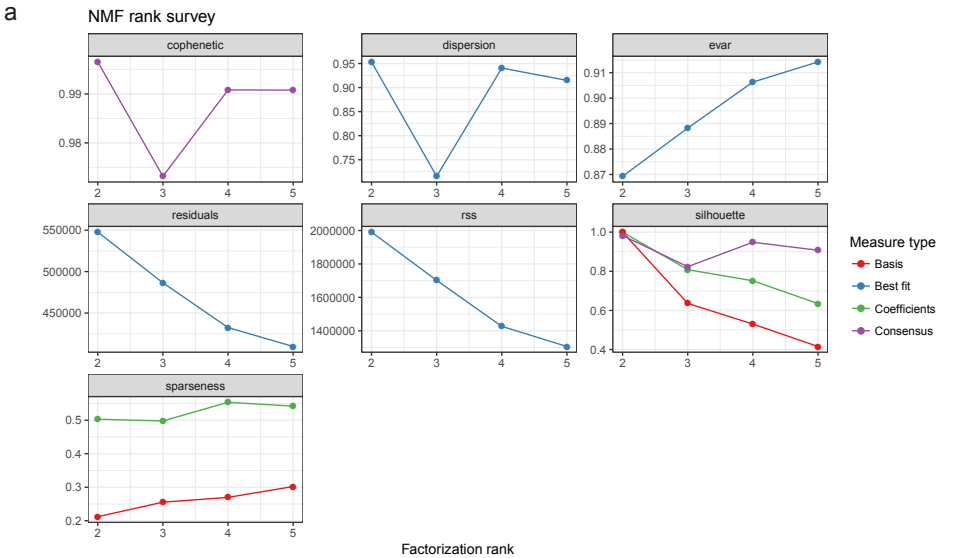 a
NMF rank survey
cophenetic
dispersion
evar
0.99
0.98
2 3 4 5
0.95
0.90
0.85
0.80
0.75
2 3 4 5
0.91
0.90
0.89
0.88
0.87
2 3 4 5
residuals
rss
silhouette
550000
500000
450000
2 3 4 5
2000000
1800000
1600000
1400000
2 3 4 5
1.0
0.8
0.6
0.4
2 3 4 5
Measure type
Basis
Best fit
Coefficients
Consensus
sparseness
0.5
0.4
0.3
0.2
2 3 4 5
Factorization rank